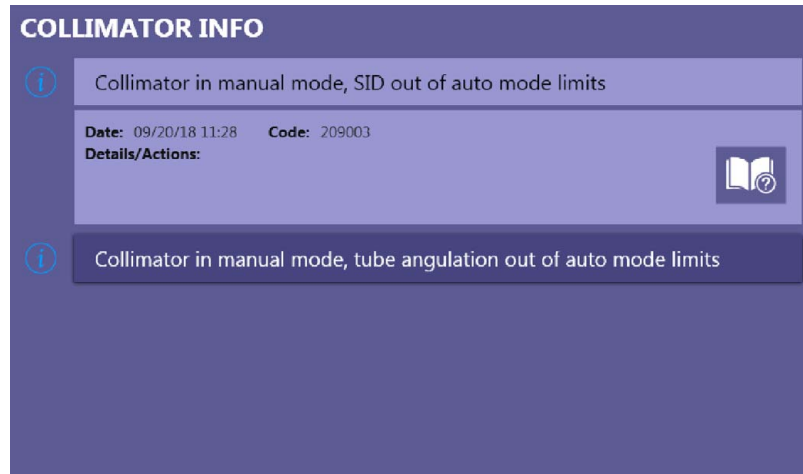 COLLIMATOR INFO
Collimator in manual mode, SID out of auto mode limits
Date: 09/20/18 11:28 Code: 209003
Details/Actions:
Collimator in manual mode, tube angulation out of auto mode limits